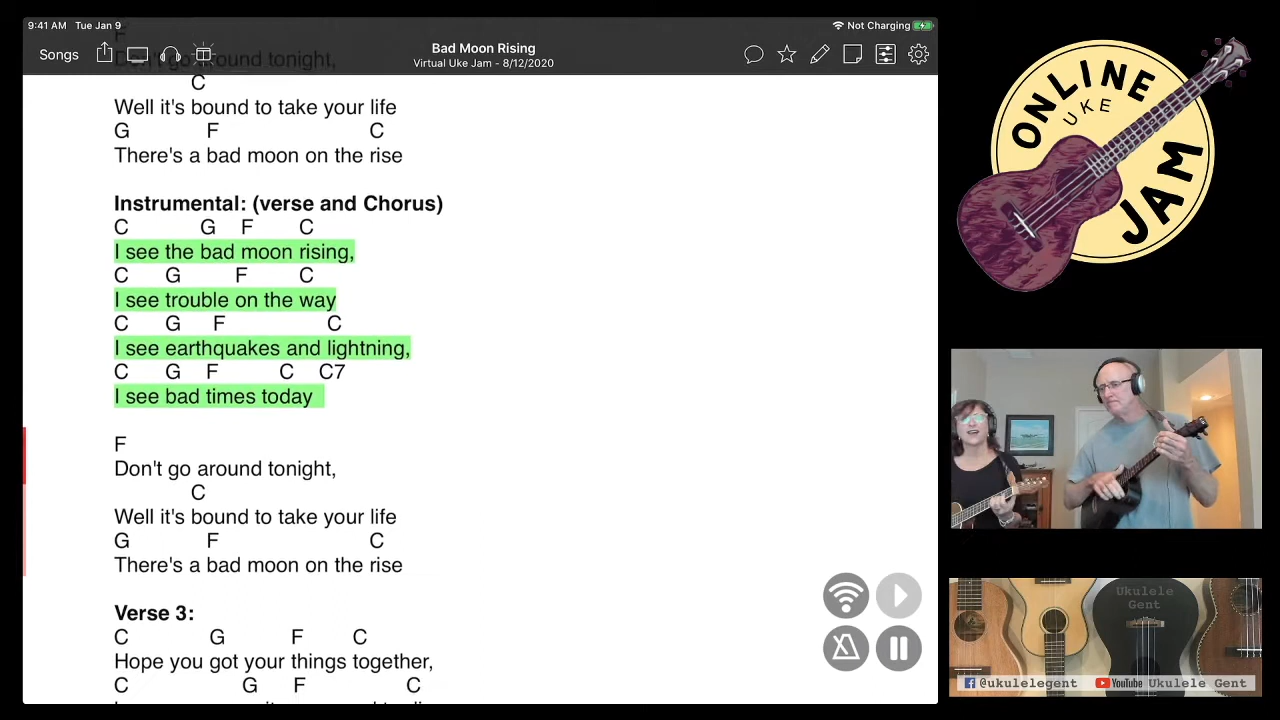 9:41 AM Tue Jan 9
Not Charging
Songs
Bad Moon Rising
Virtual Uke Jam - 8/12/2020
F
Don't go around tonight,
C
Well it's bound to take your life
G F C
There's a bad moon on the rise
Instrumental: (verse and Chorus)
C G F C
I see the bad moon rising,
C G F C
I see trouble on the way
C G F C
I see earthquakes and lightning,
C G F C C7
I see bad times today
F
Don't go around tonight,
C
Well it's bound to take your life
G F C
There's a bad moon on the rise
Verse 3:
C G F C
Hope you got your things together,
C G F C
ONLINE
UKE
JAM
Ukulele
Gent
@ukulelegent
YouTube Ukulele Gent